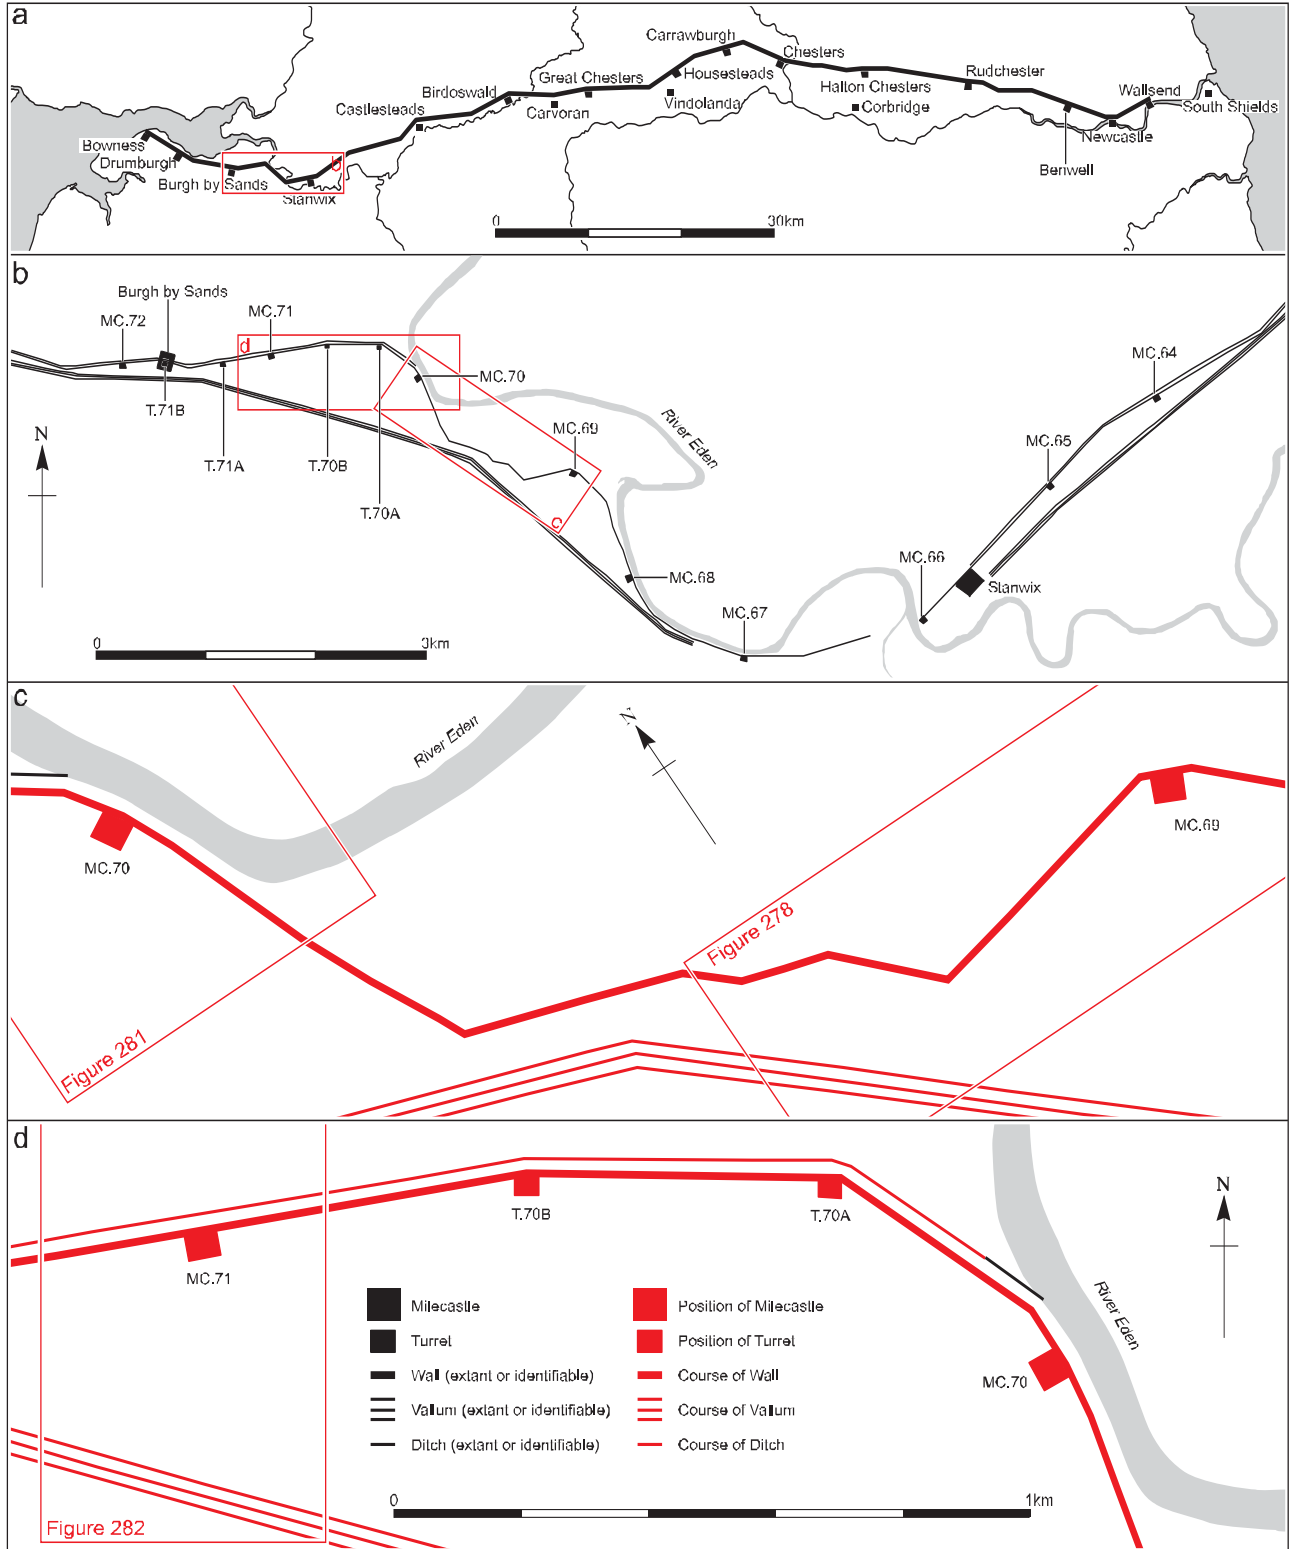 a
Carrawburgh
Chesters
Great Chesters
Housesteads
Rudchester
Birdoswald
Halton Chesters
Wallsend
Castlesteads
Carvoran
Vindolanda
Corbridge
South Shields
Bowness
Newcastle
Drumburgh
b
Benwell
Burgh by Sands
Stanwix
0
30km
b
Burgh by Sands
MC.72
MC.71
d
MC.64
MC.70
T.71B
River Eden
MC.69
MC.65
N
T.71A
T.70B
T.70A
c
MC.66
MC.68
Stanwix
MC.67
0
3km
c
N
River Eden
MC.69
MC.70
Figure 278
Figure 281
d
N
T.70B
T.70A
MC.71
River Eden
Milecastle
Position of Milecastle
Turret
Position of Turret
Wall (extant or identifiable)
Course of Wall
MC.70
Vallum (extant or identifiable)
Course of Vallum
Ditch (extant or identifiable)
Course of Ditch
0
1km
Figure 282